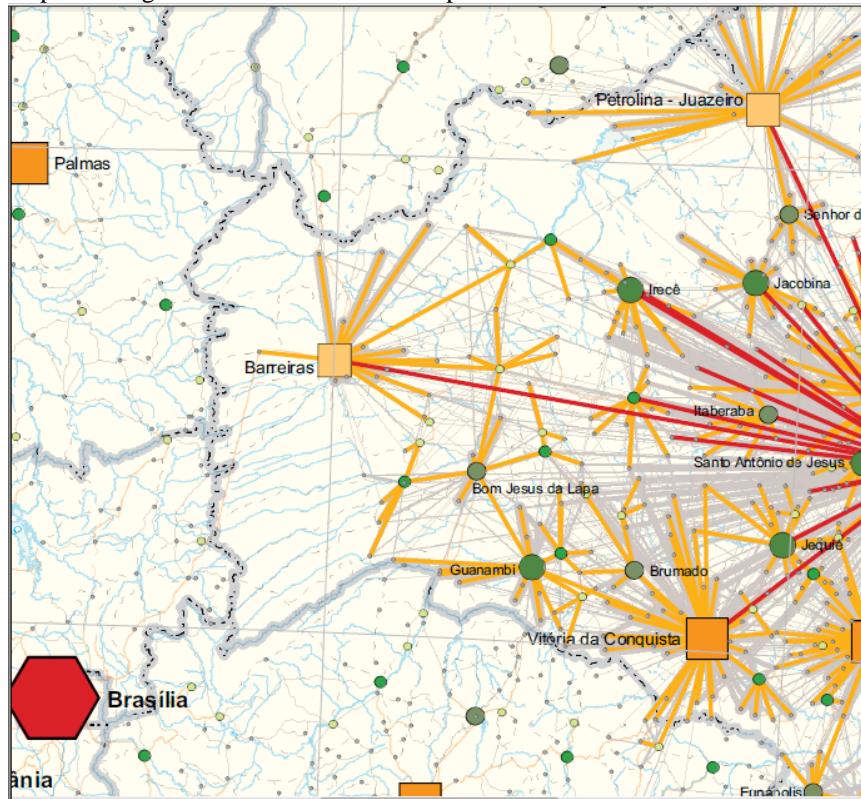 Petrolina - Juazeiro
Palmas
Senhor d
Irecê
Jacobina
Barreiras
Itaberaba
Santo Antônio de Jesus
Bom Jesus da Lapa
Guanambi
Brumado
Jequié
Vitória da Conquista
Brasília
ânia
Eunápolis